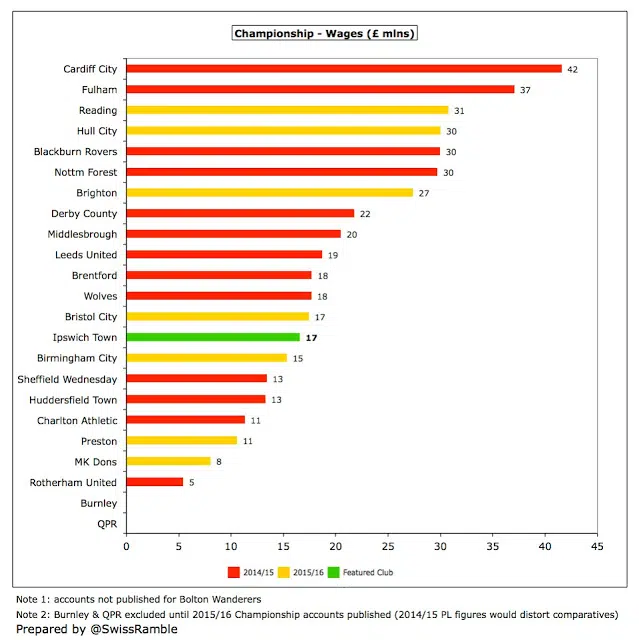 Championship - Wages (£ mlns)
Cardiff City 42
Fulham 37
Reading 31
Hull City 30
Blackburn Rovers 30
Nottm Forest 30
Brighton 27
Derby County 22
Middlesbrough 20
Leeds United 19
Brentford 18
Wolves 18
Bristol City 17
Ipswich Town 17
Birmingham City 15
Sheffield Wednesday 13
Huddersfield Town 13
Charlton Athletic 11
Preston 11
MK Dons 8
Rotherham United 5
Burnley
QPR
0 5 10 15 20 25 30 35 40 45
2014/15 2015/16 Featured Club
Note 1: accounts not published for Bolton Wanderers
Note 2: Burnley & QPR excluded until 2015/16 Championship accounts published (2014/15 PL figures would distort comparatives)
Prepared by @SwissRamble